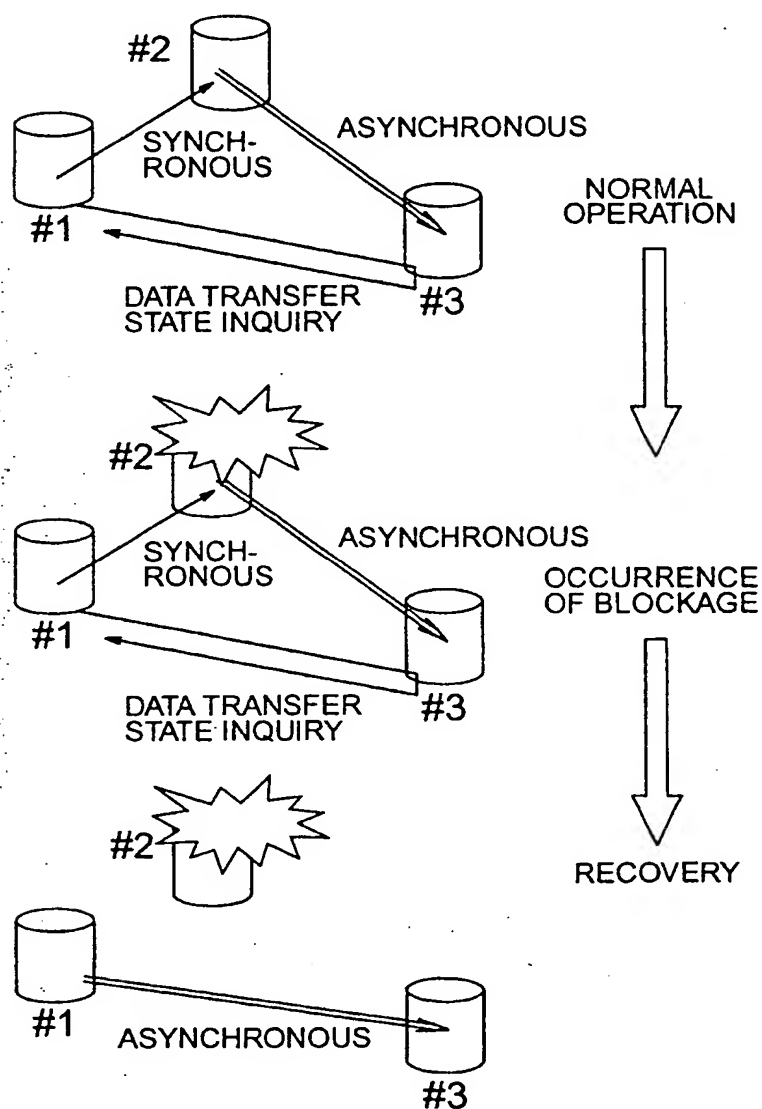 #2
ASYNCHRONOUS
SYNCH-
RONOUS
#1
NORMAL
OPERATION
DATA TRANSFER
STATE INQUIRY
#3
#2
ASYNCHRONOUS
SYNCH-
RONOUS
#1
OCCURRENCE
OF BLOCKAGE
DATA TRANSFER
STATE INQUIRY
#3
#2
RECOVERY
#1
ASYNCHRONOUS
#3